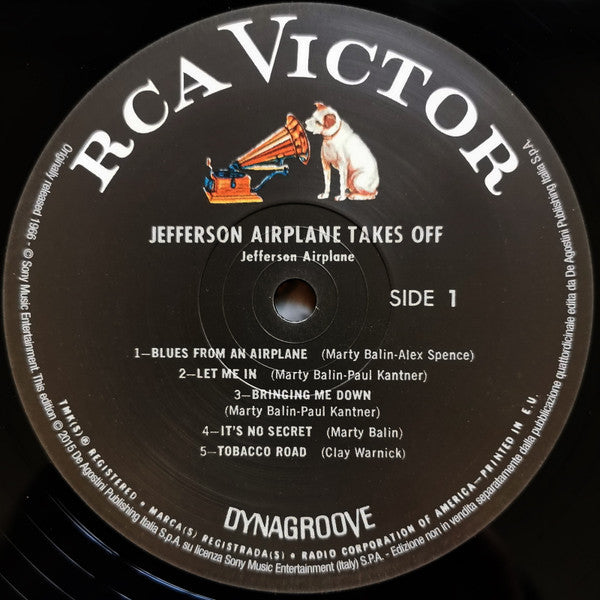 RCA VICTOR
JEFFERSON AIRPLANE TAKES OFF
Jefferson Airplane
SIDE 1
1—BLUES FROM AN AIRPLANE (Marty Balin-Alex Spence)
2—LET ME IN (Marty Balin-Paul Kantner)
3—BRINGING ME DOWN
(Marty Balin-Paul Kantner)
4—IT'S NO SECRET (Marty Balin)
5—TOBACCO ROAD (Clay Warnick)
DYNAGROOVE
TMK(S) ® REGISTERED • MARCA(S) REGISTRADA(S) • RADIO CORPORATION OF AMERICA—PRINTED IN E.U.
Originally released 1966 - © Sony Music Entertainment. This edition © 2015 De Agostini Publishing Italia S.p.A. su licenza Sony Music Entertainment (Italy) S.P.A. - Edizione non in vendita separatamente dalla pubblicazione quattordicinale edita da De Agostini Publishing Italia S.p.A.